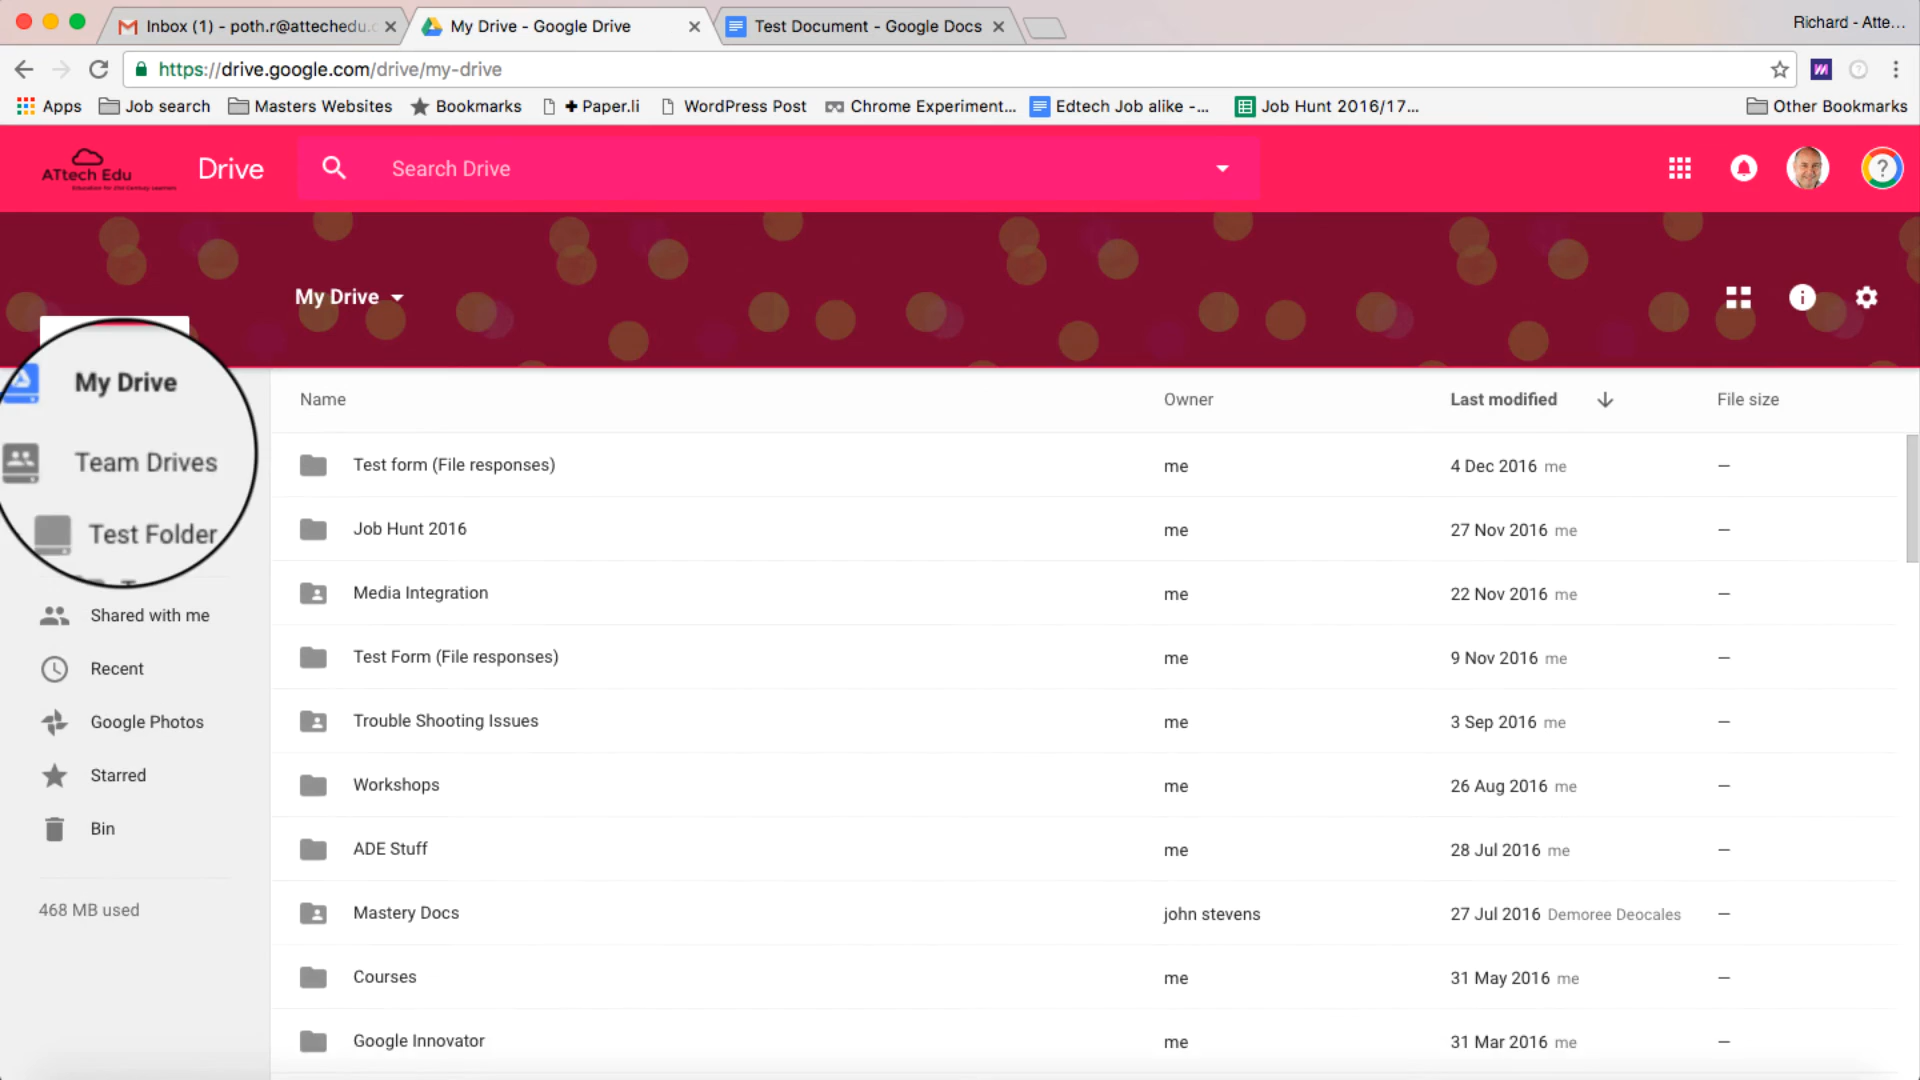 Inbox (1) - poth.r@attechedu.c
My Drive - Google Drive
Test Document - Google Docs
Richard - Atte...
https://drive.google.com/drive/my-drive
Apps
Job search
Masters Websites
Bookmarks
✚ Paper.li
WordPress Post
Chrome Experiment...
Edtech Job alike -...
Job Hunt 2016/17...
Other Bookmarks
ATtech Edu
Education for 21st Century Learners
Drive
Search Drive
My Drive
My Drive
Team Drives
Test Folder
Shared with me
Recent
Google Photos
Starred
Bin
468 MB used
Name Owner Last modified File size
Test form (File responses) me 4 Dec 2016 me –
Job Hunt 2016 me 27 Nov 2016 me –
Media Integration me 22 Nov 2016 me –
Test Form (File responses) me 9 Nov 2016 me –
Trouble Shooting Issues me 3 Sep 2016 me –
Workshops me 26 Aug 2016 me –
ADE Stuff me 28 Jul 2016 me –
Mastery Docs john stevens 27 Jul 2016 Demoree Deocales –
Courses me 31 May 2016 me –
Google Innovator me 31 Mar 2016 me –